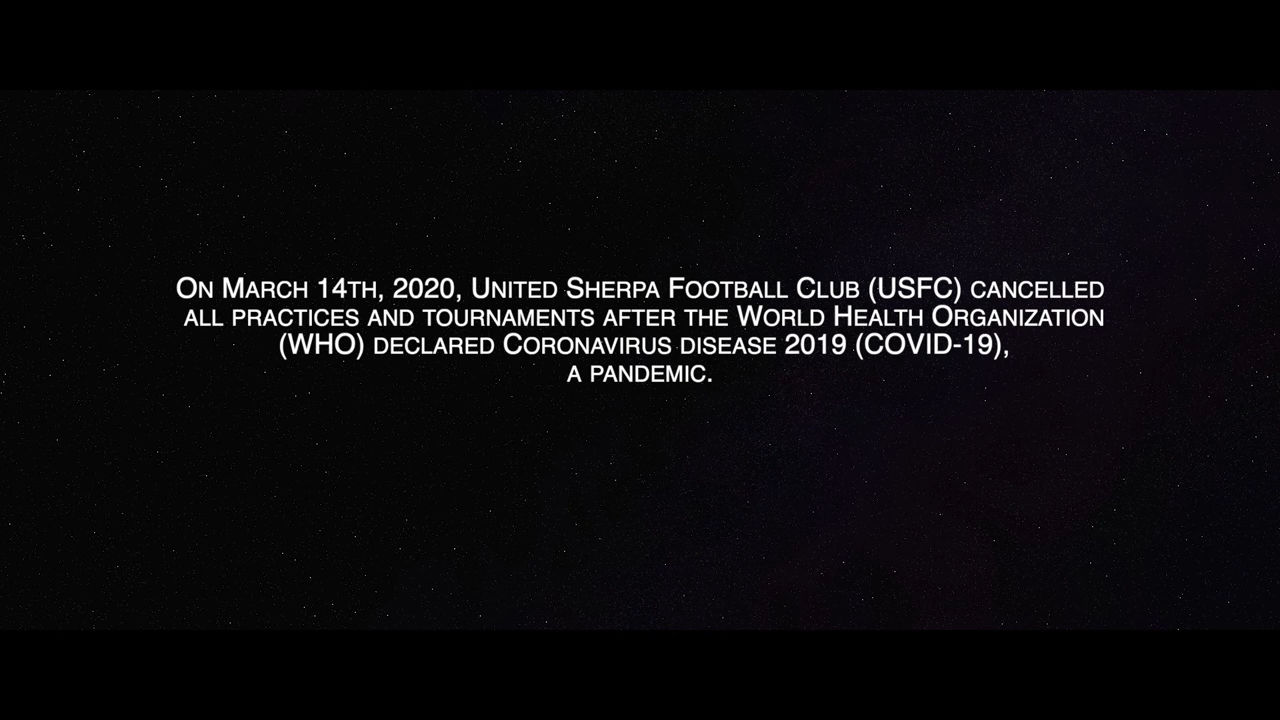 On March 14th, 2020, United Sherpa Football Club (USFC) cancelled
all practices and tournaments after the World Health Organization
(WHO) declared Coronavirus disease 2019 (COVID-19),
a pandemic.